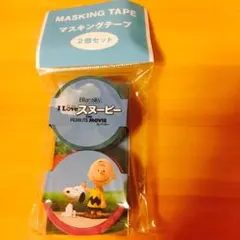 MASKING TAPE
マスキングテープ
2個セット
I LOVE スヌーピー
THE
PEANUTS MOVIE